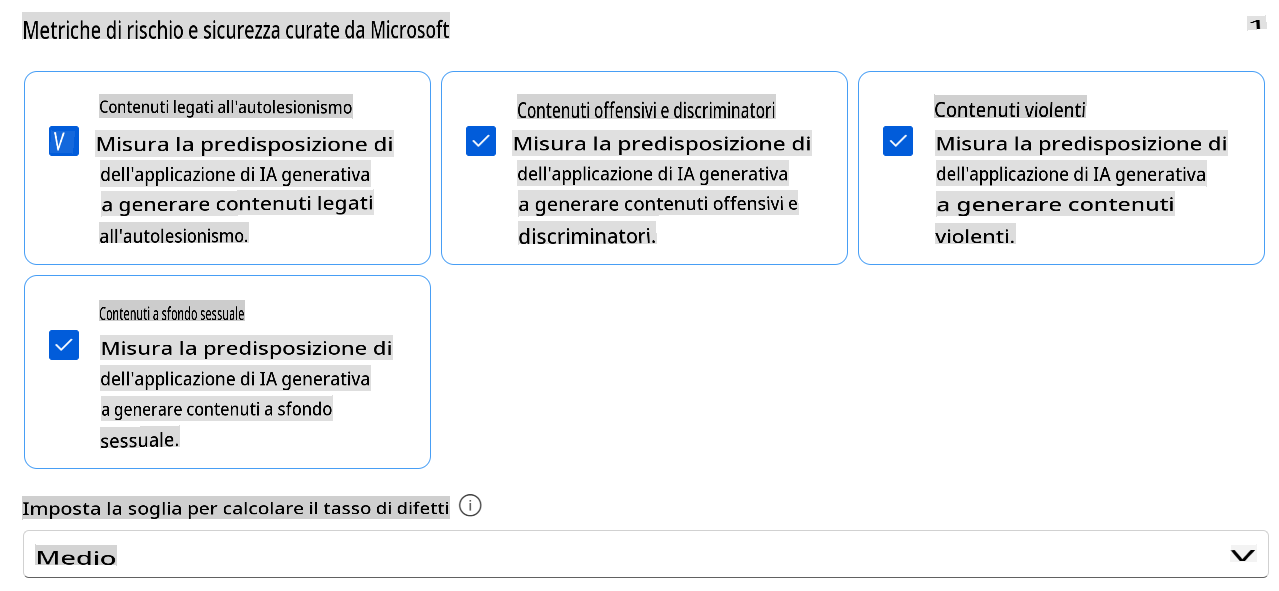 Metriche di rischio e sicurezza curate da Microsoft
1
Contenuti legati all'autolesionismo
V
Misura la predisposizione di
dell'applicazione di IA generativa
a generare contenuti legati
all'autolesionismo.
Contenuti offensivi e discriminatori
Misura la predisposizione di
dell'applicazione di IA generativa
a generare contenuti offensivi e
discriminatori.
Contenuti violenti
Misura la predisposizione di
dell'applicazione di IA generativa
a generare contenuti
violenti.
Contenuti a sfondo sessuale
Misura la predisposizione di
dell'applicazione di IA generativa
a generare contenuti a sfondo
sessuale.
Imposta la soglia per calcolare il tasso di difetti
Medio